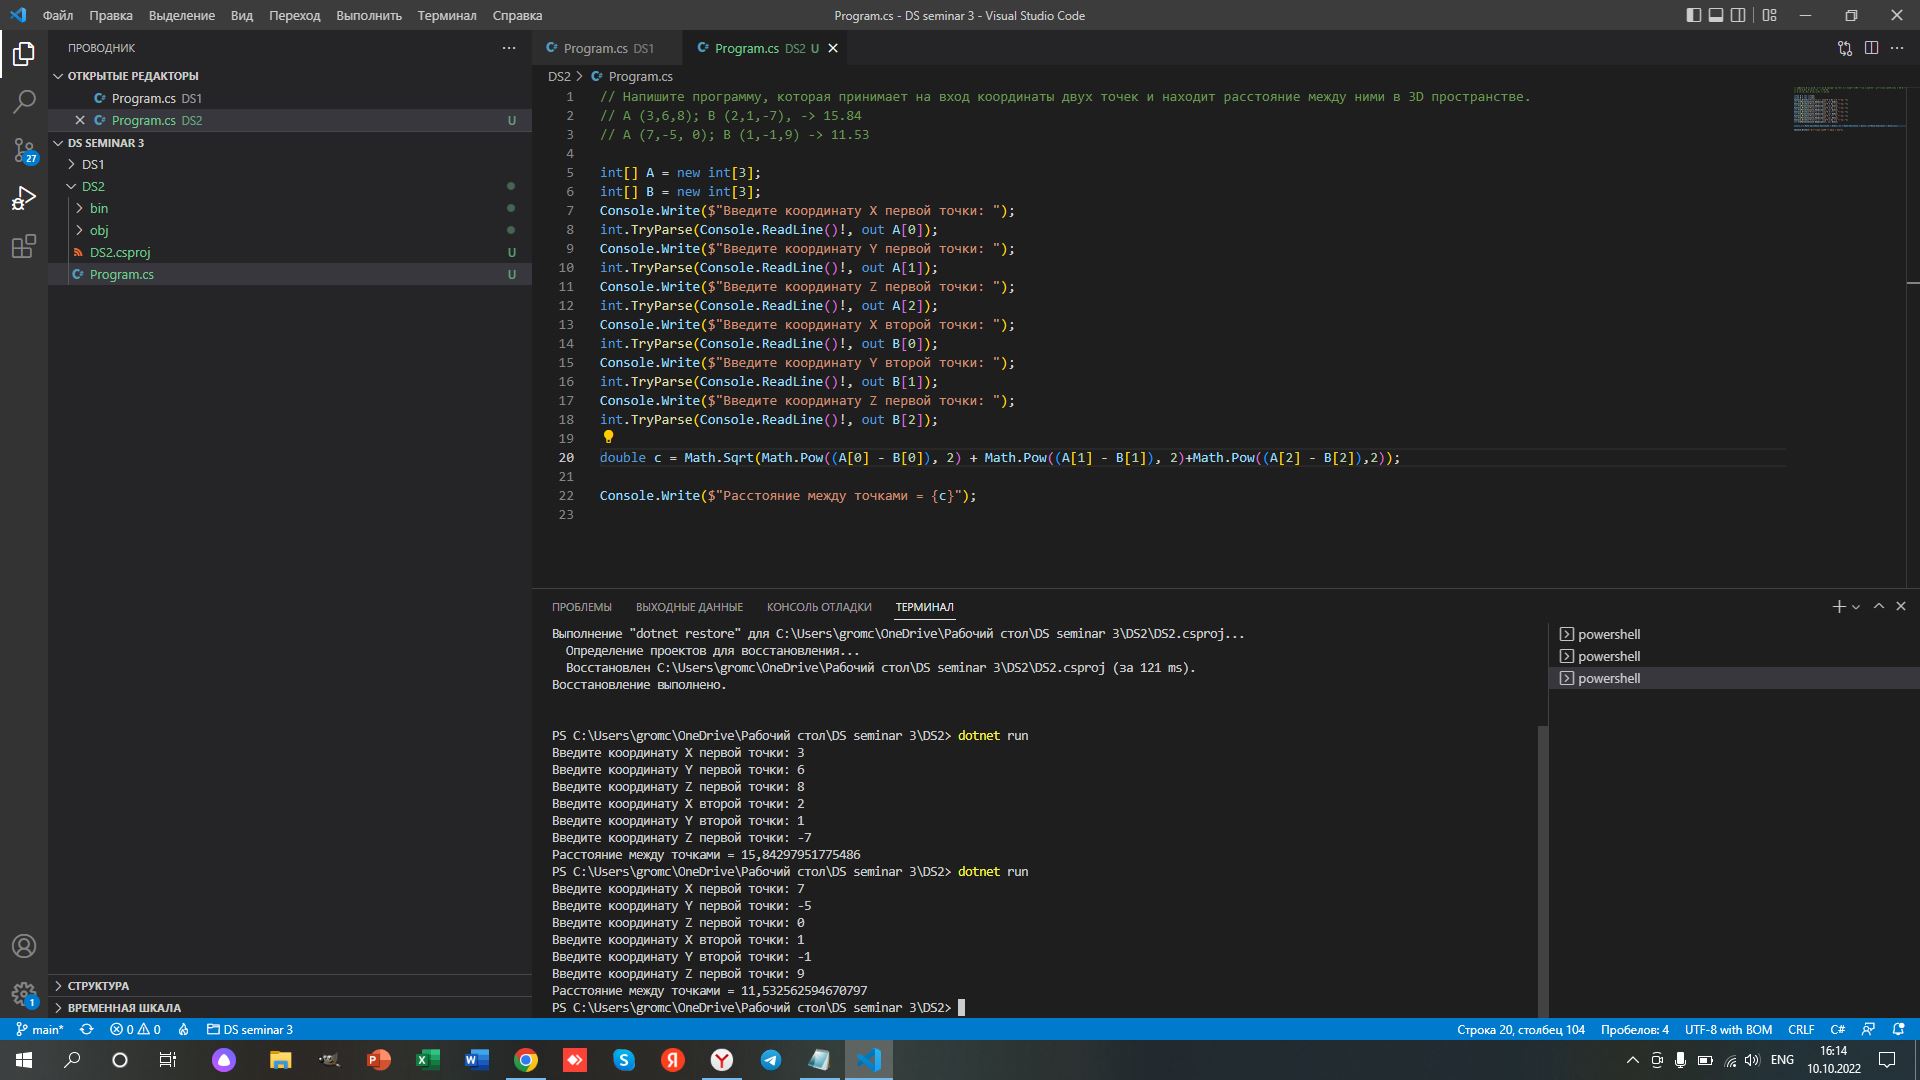 Файл Правка Выделение Вид Переход Выполнить Терминал Справка
Program.cs - DS seminar 3 - Visual Studio Code
ПРОВОДНИК
ОТКРЫТЫЕ РЕДАКТОРЫ
Program.cs DS1
Program.cs DS2 U
DS SEMINAR 3
DS1
DS2
bin
obj
DS2.csproj U
Program.cs U
СТРУКТУРА
ВРЕМЕННАЯ ШКАЛА
27
1
Program.cs DS1
Program.cs DS2 U
DS2 > Program.cs
1 // Напишите программу, которая принимает на вход координаты двух точек и находит расстояние между ними в 3D пространстве.
2 // A (3,6,8); B (2,1,-7), -> 15.84
3 // A (7,-5, 0); B (1,-1,9) -> 11.53
4
5 int[] A = new int[3];
6 int[] B = new int[3];
7 Console.Write($"Введите координату X первой точки: ");
8 int.TryParse(Console.ReadLine()!, out A[0]);
9 Console.Write($"Введите координату Y первой точки: ");
10 int.TryParse(Console.ReadLine()!, out A[1]);
11 Console.Write($"Введите координату Z первой точки: ");
12 int.TryParse(Console.ReadLine()!, out A[2]);
13 Console.Write($"Введите координату X второй точки: ");
14 int.TryParse(Console.ReadLine()!, out B[0]);
15 Console.Write($"Введите координату Y второй точки: ");
16 int.TryParse(Console.ReadLine()!, out B[1]);
17 Console.Write($"Введите координату Z первой точки: ");
18 int.TryParse(Console.ReadLine()!, out B[2]);
19
20 double c = Math.Sqrt(Math.Pow((A[0] - B[0]), 2) + Math.Pow((A[1] - B[1]), 2)+Math.Pow((A[2] - B[2]),2));
21
22 Console.Write($"Расстояние между точками = {c}");
23
ПРОБЛЕМЫ ВЫХОДНЫЕ ДАННЫЕ КОНСОЛЬ ОТЛАДКИ ТЕРМИНАЛ
Выполнение "dotnet restore" для C:\Users\gromc\OneDrive\Рабочий стол\DS seminar 3\DS2\DS2.csproj...
Определение проектов для восстановления...
Восстановлен C:\Users\gromc\OneDrive\Рабочий стол\DS seminar 3\DS2\DS2.csproj (за 121 ms).
Восстановление выполнено.
PS C:\Users\gromc\OneDrive\Рабочий стол\DS seminar 3\DS2> dotnet run
Введите координату X первой точки: 3
Введите координату Y первой точки: 6
Введите координату Z первой точки: 8
Введите координату X второй точки: 2
Введите координату Y второй точки: 1
Введите координату Z первой точки: -7
Расстояние между точками = 15,84297951775486
PS C:\Users\gromc\OneDrive\Рабочий стол\DS seminar 3\DS2> dotnet run
Введите координату X первой точки: 7
Введите координату Y первой точки: -5
Введите координату Z первой точки: 0
Введите координату X второй точки: 1
Введите координату Y второй точки: -1
Введите координату Z первой точки: 9
Расстояние между точками = 11,532562594670797
PS C:\Users\gromc\OneDrive\Рабочий стол\DS seminar 3\DS2>
powershell
powershell
powershell
main* 0 0 DS seminar 3
Строка 20, столбец 104 Пробелов: 4 UTF-8 with BOM CRLF C#
ENG
16:14
10.10.2022